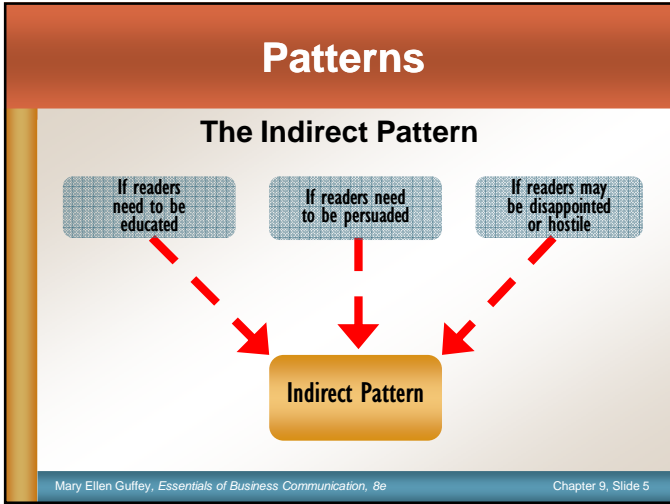 Patterns
The Indirect Pattern
If readers
need to be
educated
If readers need
to be persuaded
If readers may
be disappointed
or hostile
Indirect Pattern
Mary Ellen Guffey, Essentials of Business Communication, 8e
Chapter 9, Slide 5